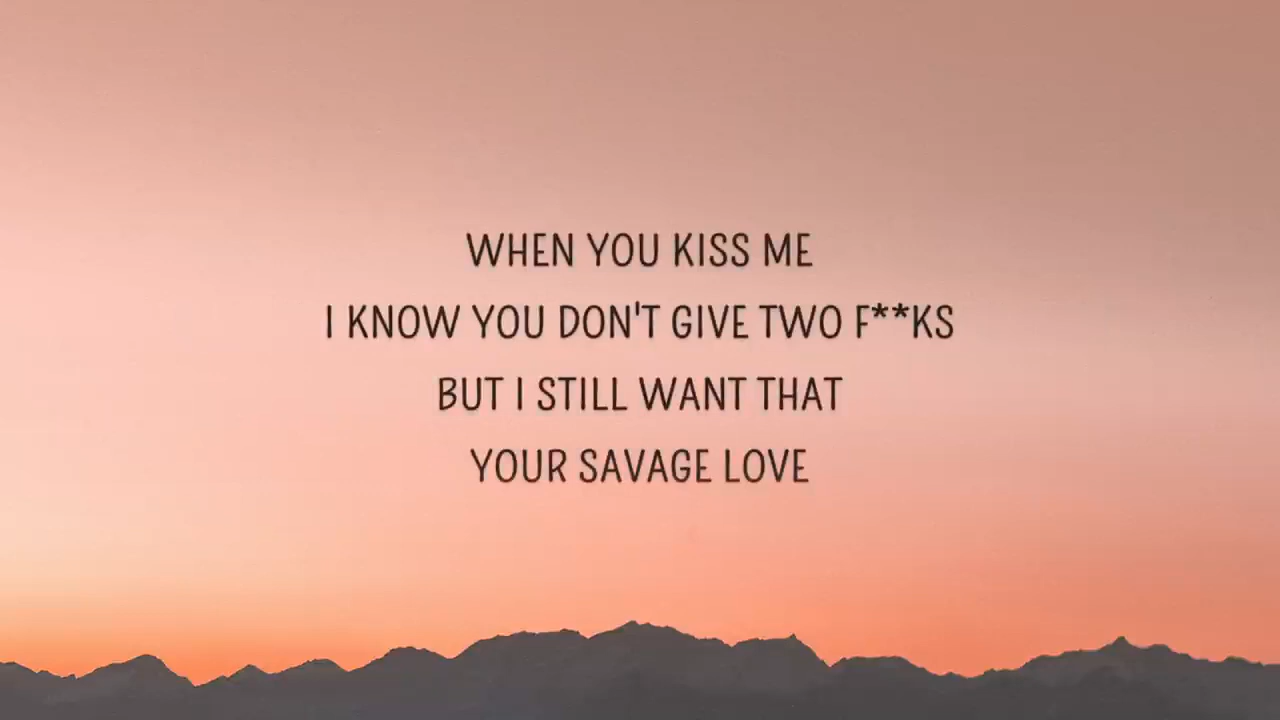 WHEN YOU KISS ME
I KNOW YOU DON'T GIVE TWO F**KS
BUT I STILL WANT THAT
YOUR SAVAGE LOVE